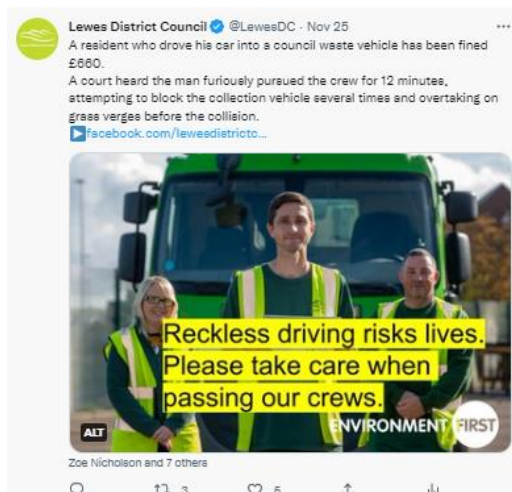 Lewes District Council @LewesDC · Nov 25
A resident who drove his car into a council waste vehicle has been fined
£660.
A court heard the man furiously pursued the crew for 12 minutes,
attempting to block the collection vehicle several times and overtaking on
grass verges before the collision.
facebook.com/lewesdistrictc...
Reckless driving risks lives.
Please take care when
passing our crews.
ENVIRONMENT FIRST
ALT
Zoe Nicholson and 7 others
3 5